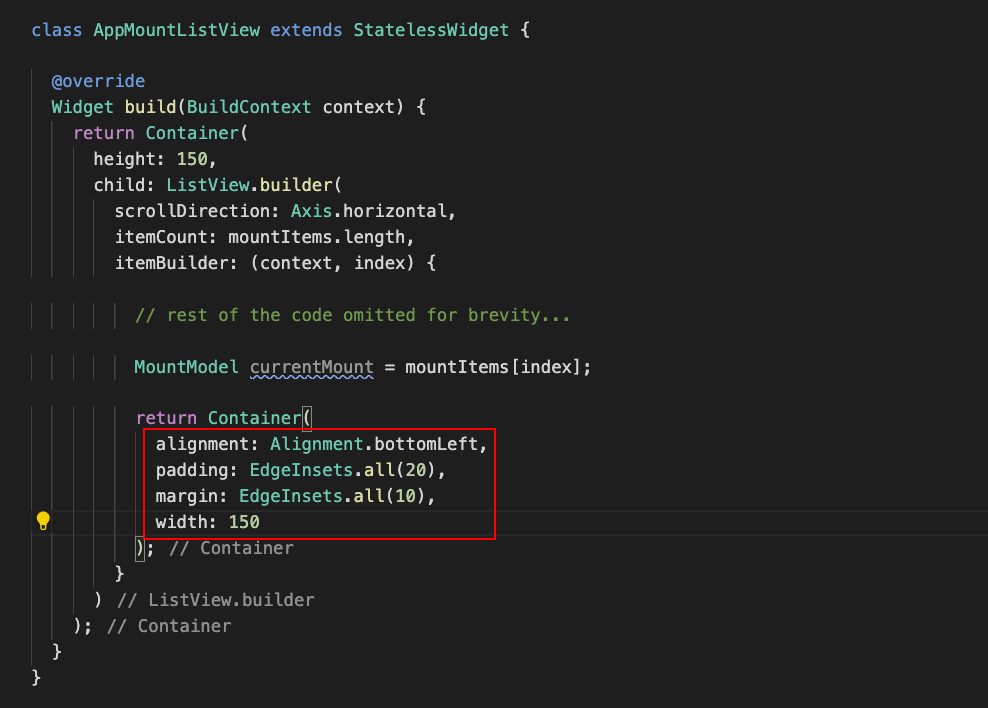 class AppMountListView extends StatelessWidget {
@override
Widget build(BuildContext context) {
return Container(
height: 150,
child: ListView.builder(
scrollDirection: Axis.horizontal,
itemCount: mountItems.length,
itemBuilder: (context, index) {
// rest of the code omitted for brevity...
MountModel currentMount = mountItems[index];
return Container(
alignment: Alignment.bottomLeft,
padding: EdgeInsets.all(20),
margin: EdgeInsets.all(10),
width: 150
); // Container
}
) // ListView.builder
); // Container
}
}